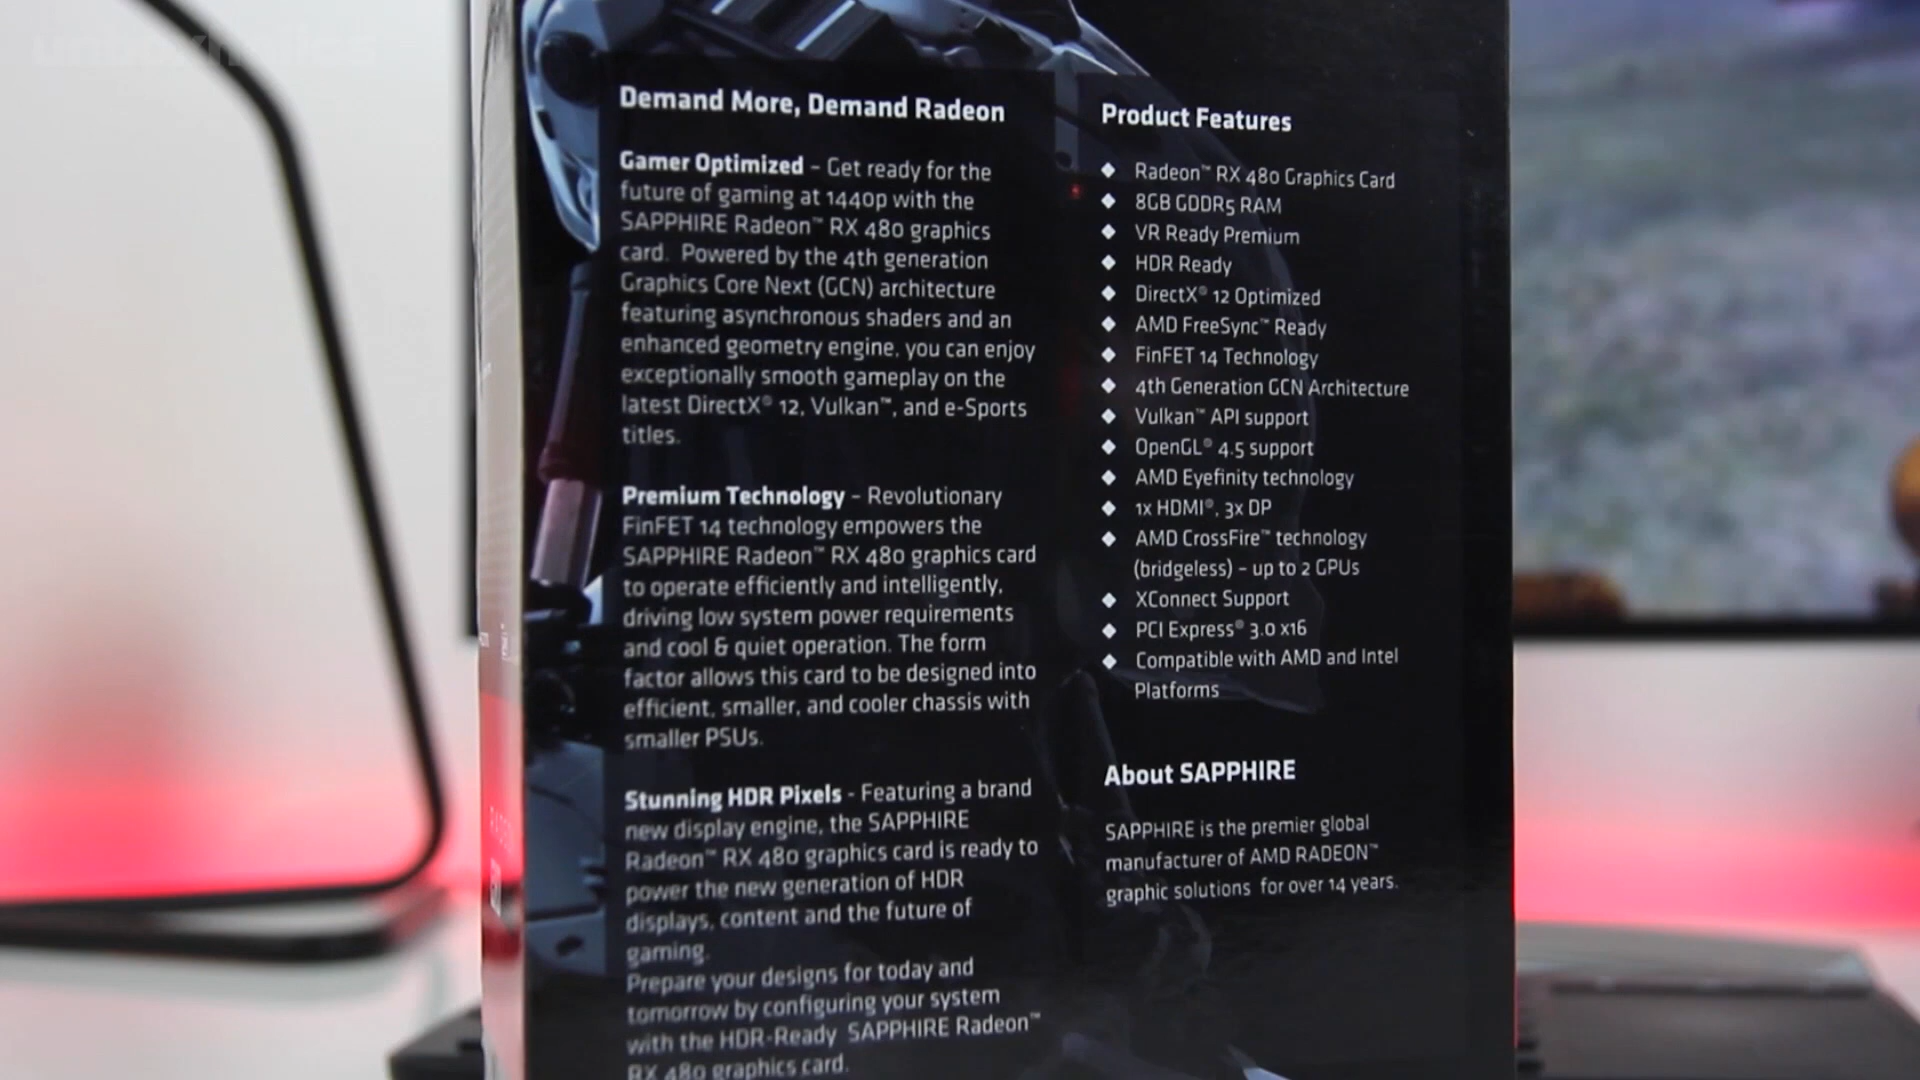 Demand More, Demand Radeon
Gamer Optimized – Get ready for the
future of gaming at 1440p with the
SAPPHIRE Radeon™ RX 480 graphics
card. Powered by the 4th generation
Graphics Core Next (GCN) architecture
featuring asynchronous shaders and an
enhanced geometry engine, you can enjoy
exceptionally smooth gameplay on the
latest DirectX® 12, Vulkan™, and e-Sports
titles.
Premium Technology – Revolutionary
FinFET 14 technology empowers the
SAPPHIRE Radeon™ RX 480 graphics card
to operate efficiently and intelligently,
driving low system power requirements
and cool & quiet operation. The form
factor allows this card to be designed into
efficient, smaller, and cooler chassis with
smaller PSUs.
Stunning HDR Pixels - Featuring a brand
new display engine, the SAPPHIRE
Radeon™ RX 480 graphics card is ready to
power the new generation of HDR
displays, content and the future of
gaming.
Prepare your designs for today and
tomorrow by configuring your system
with the HDR-Ready SAPPHIRE Radeon™
RX 480 graphics card.
Product Features
◆ Radeon™ RX 480 Graphics Card
◆ 8GB GDDR5 RAM
◆ VR Ready Premium
◆ HDR Ready
◆ DirectX® 12 Optimized
◆ AMD FreeSync™ Ready
◆ FinFET 14 Technology
◆ 4th Generation GCN Architecture
◆ Vulkan™ API support
◆ OpenGL® 4.5 support
◆ AMD Eyefinity technology
◆ 1x HDMI®, 3x DP
◆ AMD CrossFire™ technology
(bridgeless) – up to 2 GPUs
◆ XConnect Support
◆ PCI Express® 3.0 x16
◆ Compatible with AMD and Intel
Platforms
About SAPPHIRE
SAPPHIRE is the premier global
manufacturer of AMD RADEON™
graphic solutions for over 14 years.